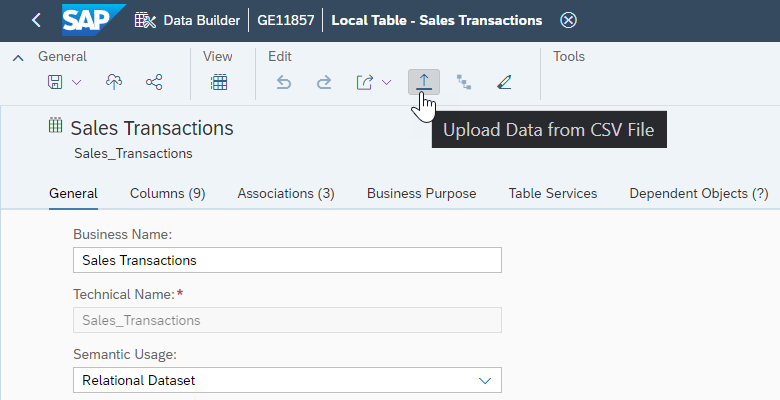 SAP Data Builder GE11857 Local Table - Sales Transactions
General View Edit Tools
Upload Data from CSV File
Sales Transactions
Sales_Transactions
General Columns (9) Associations (3) Business Purpose Table Services Dependent Objects (?)
Business Name:
Sales Transactions
Technical Name:*
Sales_Transactions
Semantic Usage:
Relational Dataset